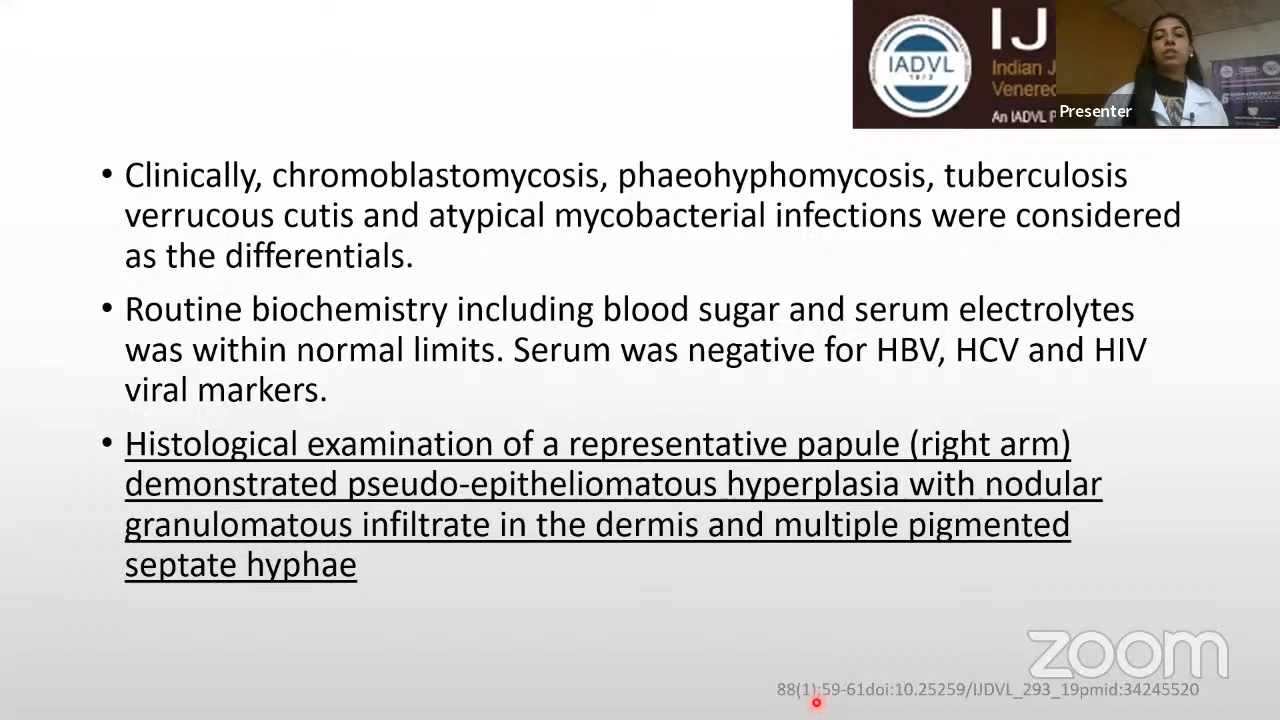 IADVL
1973
IJ
Indian J
Venereo
An IADVL P
Presenter
• Clinically, chromoblastomycosis, phaeohyphomycosis, tuberculosis
verrucous cutis and atypical mycobacterial infections were considered
as the differentials.
• Routine biochemistry including blood sugar and serum electrolytes
was within normal limits. Serum was negative for HBV, HCV and HIV
viral markers.
• Histological examination of a representative papule (right arm)
demonstrated pseudo-epitheliomatous hyperplasia with nodular
granulomatous infiltrate in the dermis and multiple pigmented
septate hyphae
zoom
88(1):59-61doi:10.25259/IJDVL_293_19pmid:34245520